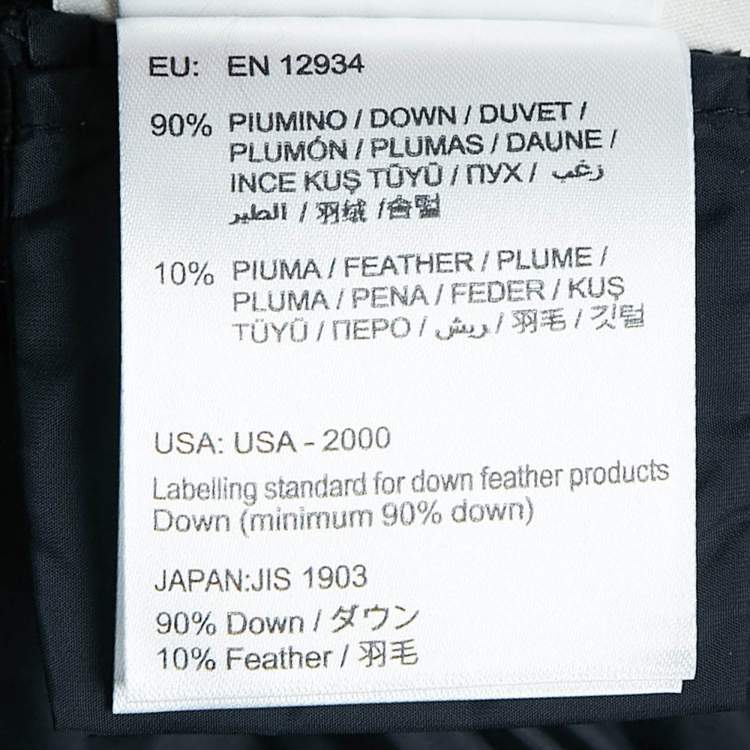 EU: EN 12934
90% PIUMINO / DOWN / DUVET /
PLUMÓN / PLUMAS / DAUNE /
INCE KUŞ TÜYÜ / ПУХ / زغب
الطير / 羽绒 / 솜털
10% PIUMA / FEATHER / PLUME /
PLUMA / PENA / FEDER / KUŞ
TÜYÜ / ПЕРО / ريش / 羽毛 / 깃털
USA: USA - 2000
Labelling standard for down feather products
Down (minimum 90% down)
JAPAN:JIS 1903
90% Down / ダウン
10% Feather / 羽毛